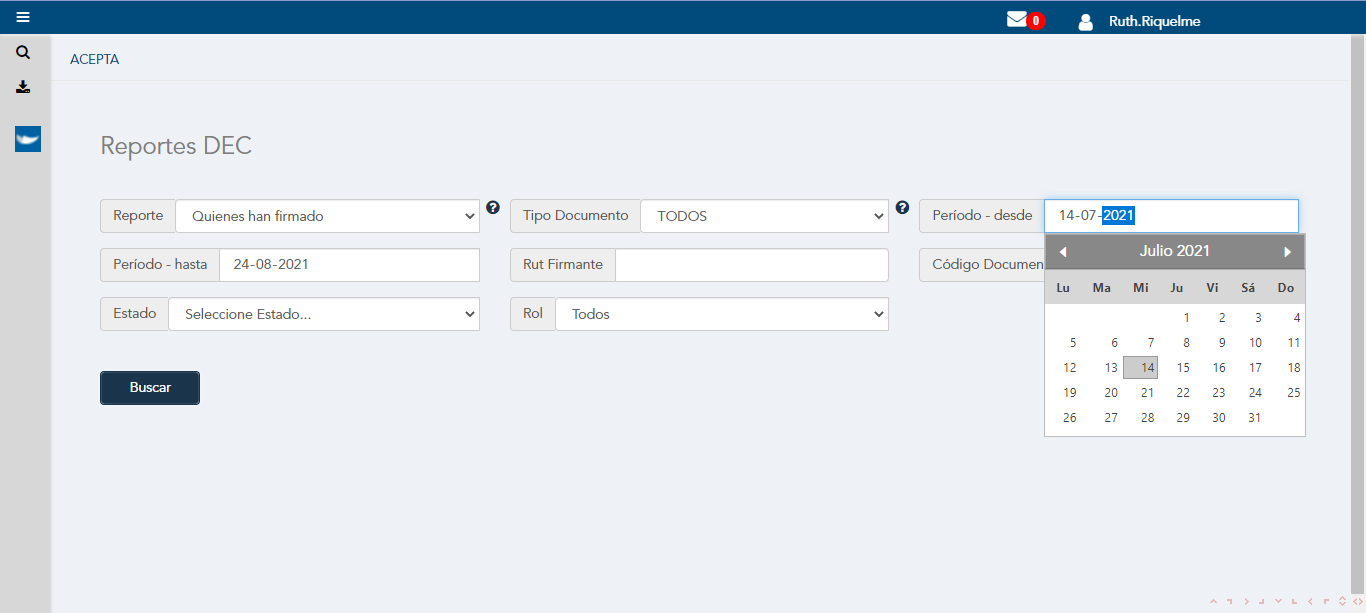 0 Ruth.Riquelme
ACEPTA
Reportes DEC
Reporte Quienes han firmado Tipo Documento TODOS Período - desde 14-07-2021
Período - hasta 24-08-2021 Rut Firmante Código Documen
Estado Seleccione Estado... Rol Todos
Buscar
Julio 2021
Lu Ma Mi Ju Vi Sá Do
1 2 3 4
5 6 7 8 9 10 11
12 13 14 15 16 17 18
19 20 21 22 23 24 25
26 27 28 29 30 31